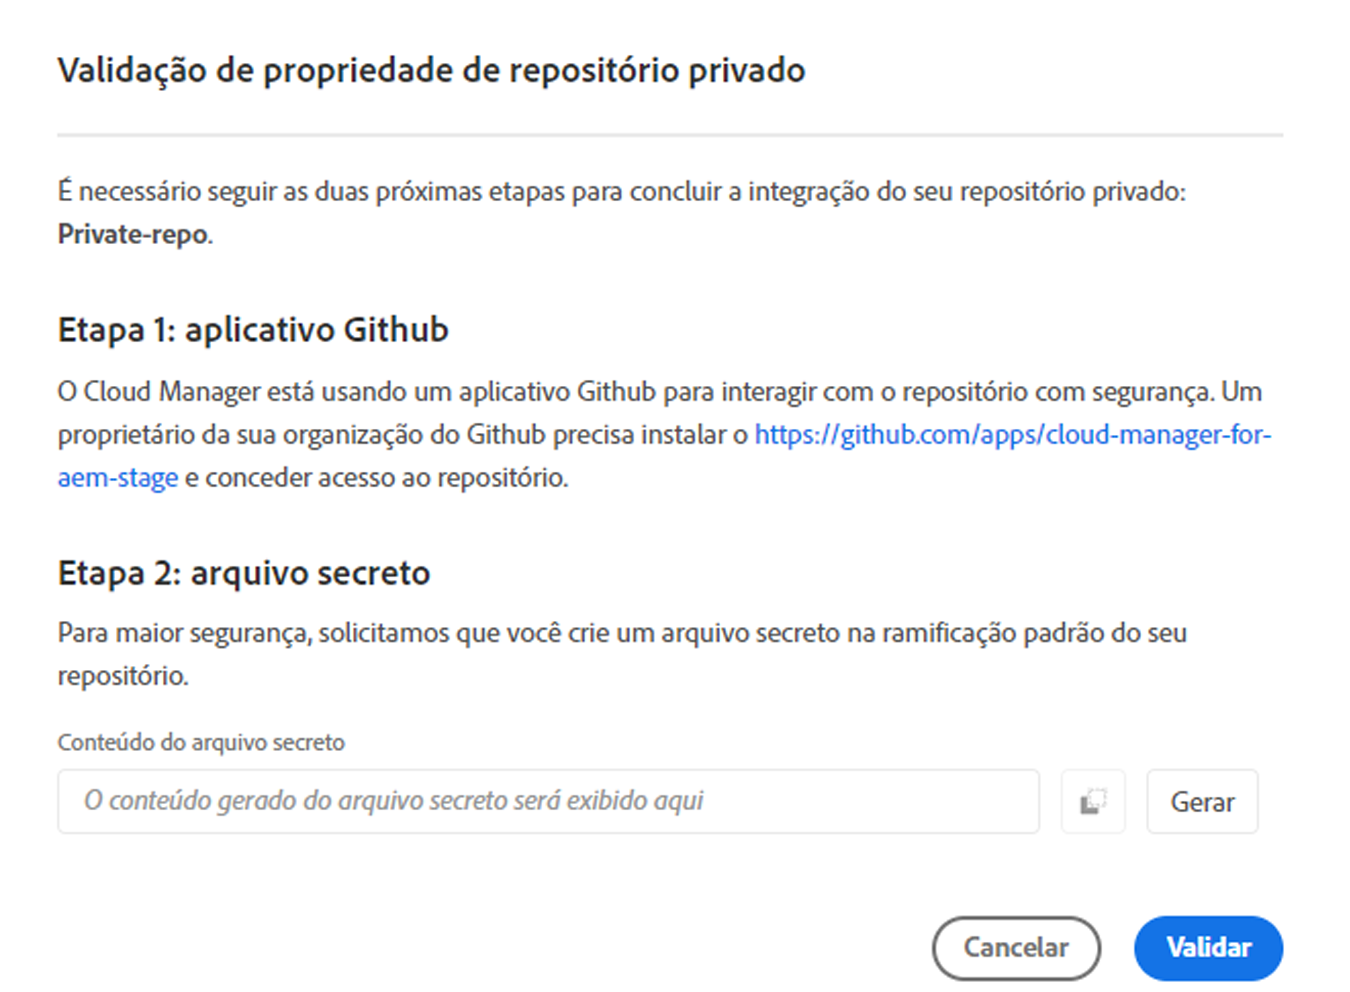 Validação de propriedade de repositório privado
É necessário seguir as duas próximas etapas para concluir a integração do seu repositório privado:
Private-repo.
Etapa 1: aplicativo Github
O Cloud Manager está usando um aplicativo Github para interagir com o repositório com segurança. Um
proprietário da sua organização do Github precisa instalar o https://github.com/apps/cloud-manager-for-
aem-stage e conceder acesso ao repositório.
Etapa 2: arquivo secreto
Para maior segurança, solicitamos que você crie um arquivo secreto na ramificação padrão do seu
repositório.
Conteúdo do arquivo secreto
O conteúdo gerado do arquivo secreto será exibido aqui
Gerar
Cancelar
Validar